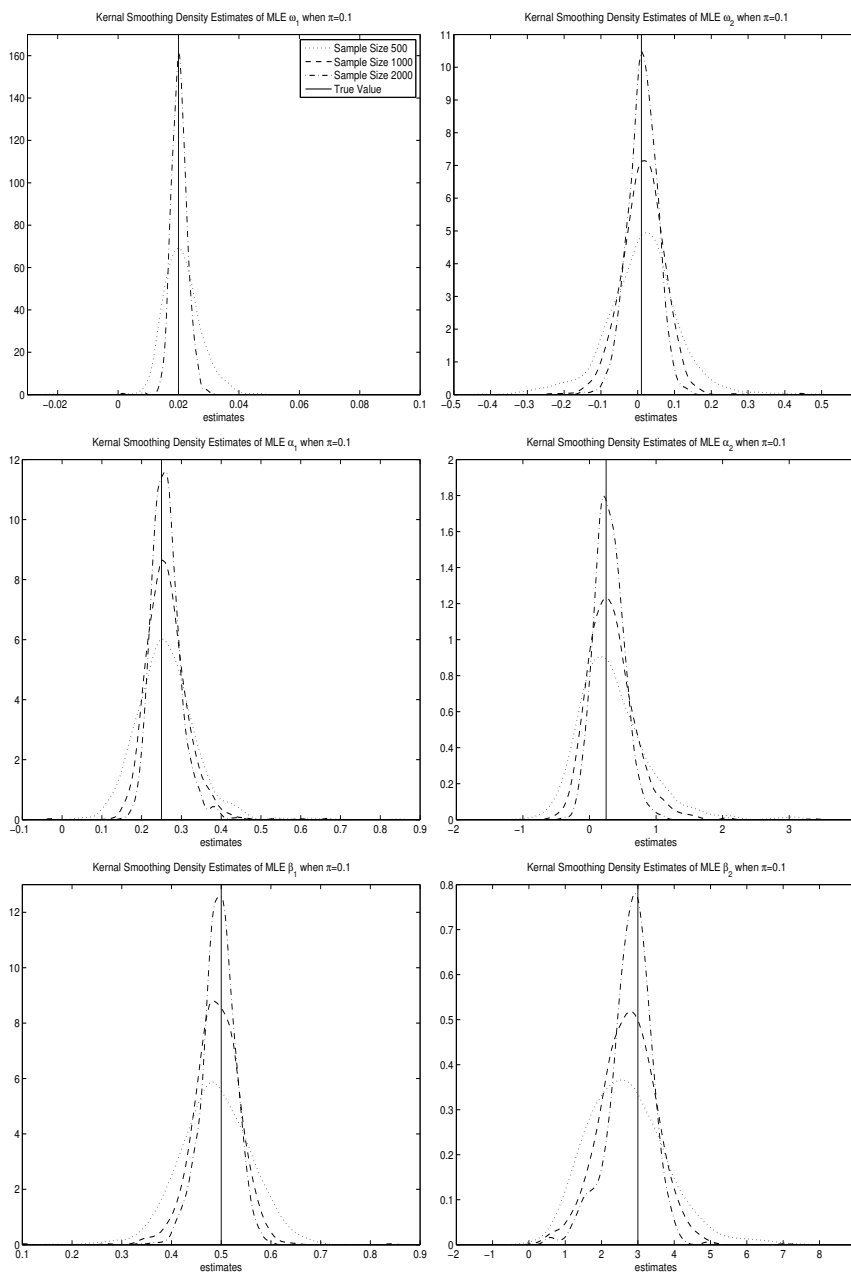 Kernal Smoothing Density Estimates of MLE ω1 when π=0.1
160
140
120
100
80
60
40
20
0
−0.02 0 0.02 0.04 0.06 0.08 0.1
estimates
Sample Size 500
Sample Size 1000
Sample Size 2000
True Value
Kernal Smoothing Density Estimates of MLE ω2 when π=0.1
11
10
9
8
7
6
5
4
3
2
1
0
−0.5 −0.4 −0.3 −0.2 −0.1 0 0.1 0.2 0.3 0.4 0.5
estimates
Kernal Smoothing Density Estimates of MLE α1 when π=0.1
12
10
8
6
4
2
0
−0.1 0 0.1 0.2 0.3 0.4 0.5 0.6 0.7 0.8 0.9
estimates
Kernal Smoothing Density Estimates of MLE α2 when π=0.1
2
1.8
1.6
1.4
1.2
1
0.8
0.6
0.4
0.2
0
−2 −1 0 1 2 3
estimates
Kernal Smoothing Density Estimates of MLE β1 when π=0.1
12
10
8
6
4
2
0
0.1 0.2 0.3 0.4 0.5 0.6 0.7 0.8 0.9
estimates
Kernal Smoothing Density Estimates of MLE β2 when π=0.1
0.8
0.7
0.6
0.5
0.4
0.3
0.2
0.1
0
−2 −1 0 1 2 3 4 5 6 7 8
estimates